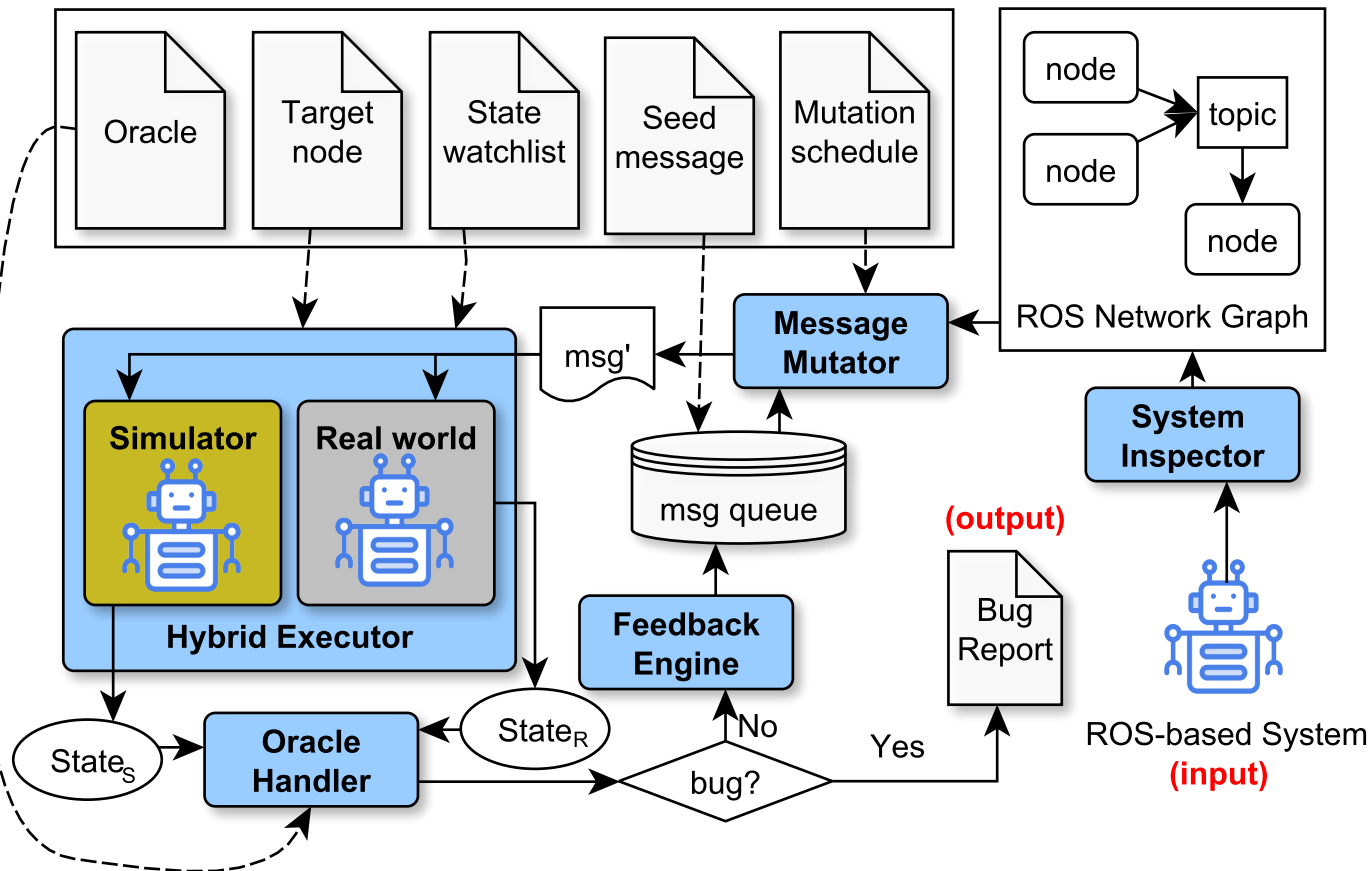 Oracle
Target
node
State
watchlist
Seed
message
Mutation
schedule
node
node
topic
node
ROS Network Graph
Message
Mutator
msg'
System
Inspector
Simulator
Real world
Hybrid Executor
msg queue
(output)
Bug
Report
Feedback
Engine
StateS
Oracle
Handler
StateR
bug?
No
Yes
ROS-based System
(input)